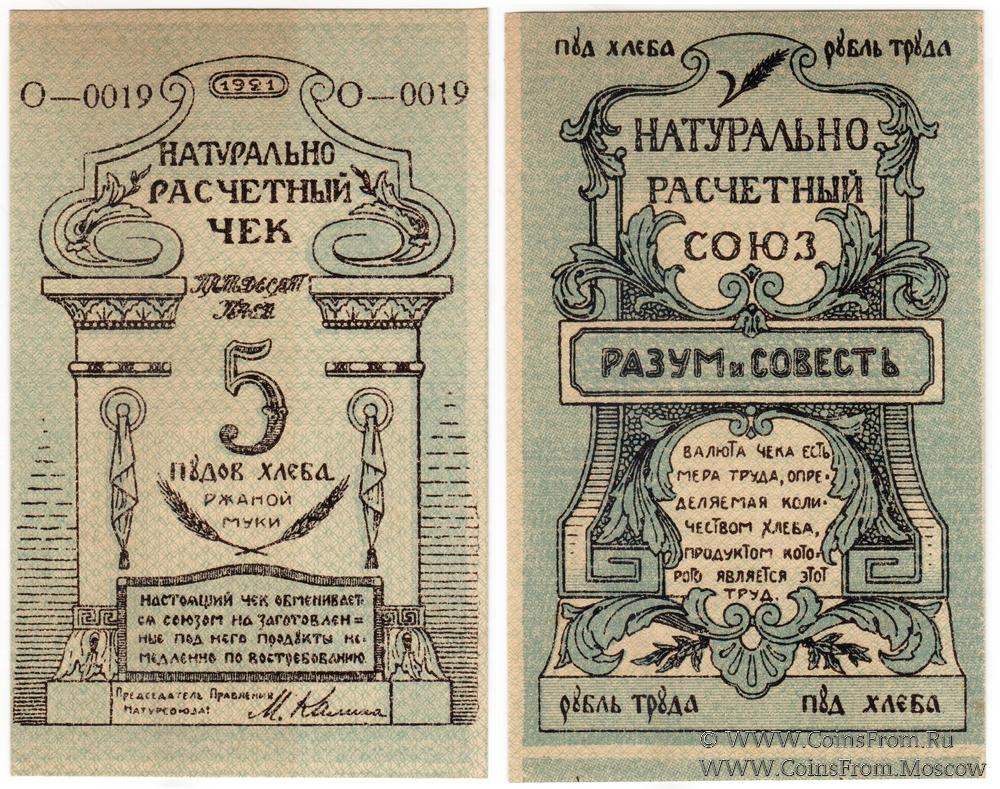 О—0019 1921 О—0019
НАТУРАЛЬНО
РАСЧЕТНЫЙ
ЧЕК
5
ПУДОВ ХЛЕБА
РЖАНОЙ
МУКИ
НАСТОЯЩИЙ ЧЕК ОБМЕНИВАЕТ-
СЯ СОЮЗОМ НА ЗАГОТОВЛЕН=
НЫЕ ПОД НЕГО ПРОДУКТЫ НЕ-
МЕДЛЕННО ПО ВОСТРЕБОВАНИЮ
ПРЕДСЕДАТЕЛЬ ПРАВЛЕНИЯ
НАТУРСОЮЗА:
ПУД ХЛЕБА РУБЛЬ ТРУДА
НАТУРАЛЬНО
РАСЧЕТНЫЙ
СОЮЗ
РАЗУМ и СОВЕСТЬ
ВАЛЮТА ЧЕКА ЕСТЬ
МЕРА ТРУДА, ОПРЕ-
ДЕЛЯЕМАЯ КОЛИ-
ЧЕСТВОМ ХЛЕБА,
ПРОДУКТОМ КОТО-
РОГО ЯВЛЯЕТСЯ ЭТОТ
ТРУД.
РУБЛЬ ТРУДА ПУД ХЛЕБА
© WWW.CoinsFrom.Ru
WWW.CoinsFrom.Moscow